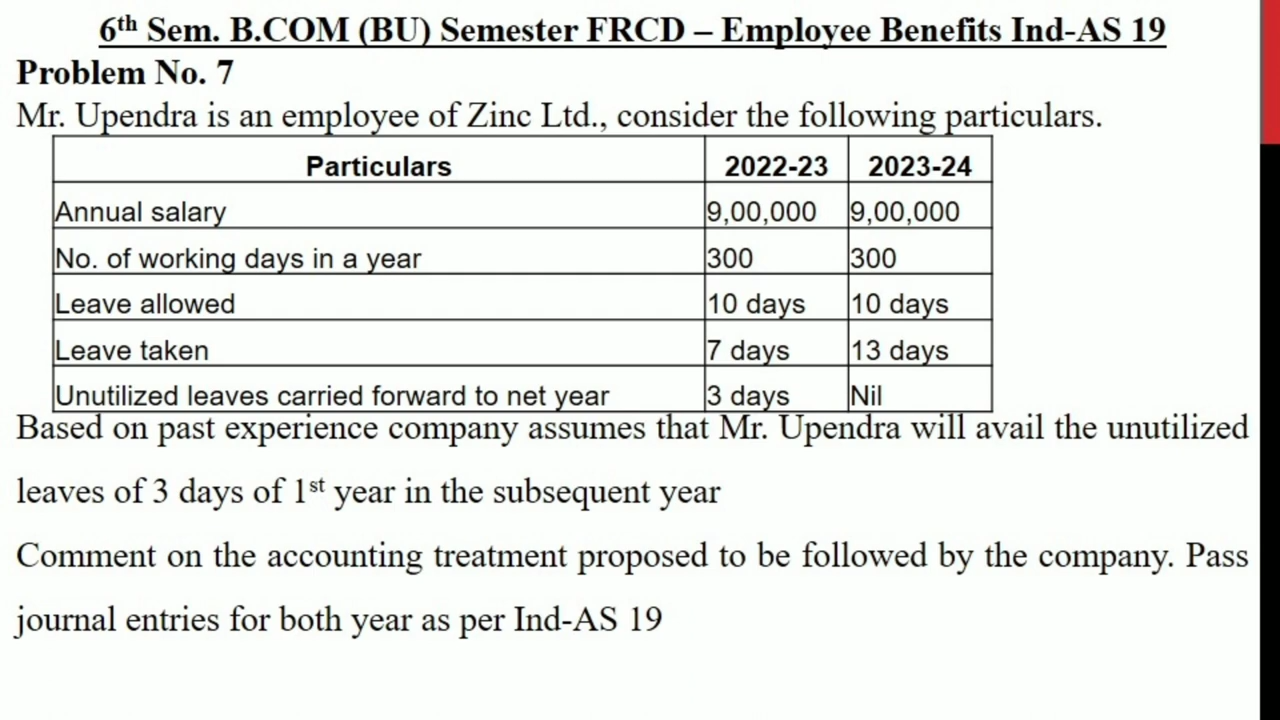 6th Sem. B.COM (BU) Semester FRCD – Employee Benefits Ind-AS 19
Problem No. 7
Mr. Upendra is an employee of Zinc Ltd., consider the following particulars.
Particulars 2022-23 2023-24
Annual salary 9,00,000 9,00,000
No. of working days in a year 300 300
Leave allowed 10 days 10 days
Leave taken 7 days 13 days
Unutilized leaves carried forward to net year 3 days Nil
Based on past experience company assumes that Mr. Upendra will avail the unutilized
leaves of 3 days of 1st year in the subsequent year
Comment on the accounting treatment proposed to be followed by the company. Pass
journal entries for both year as per Ind-AS 19